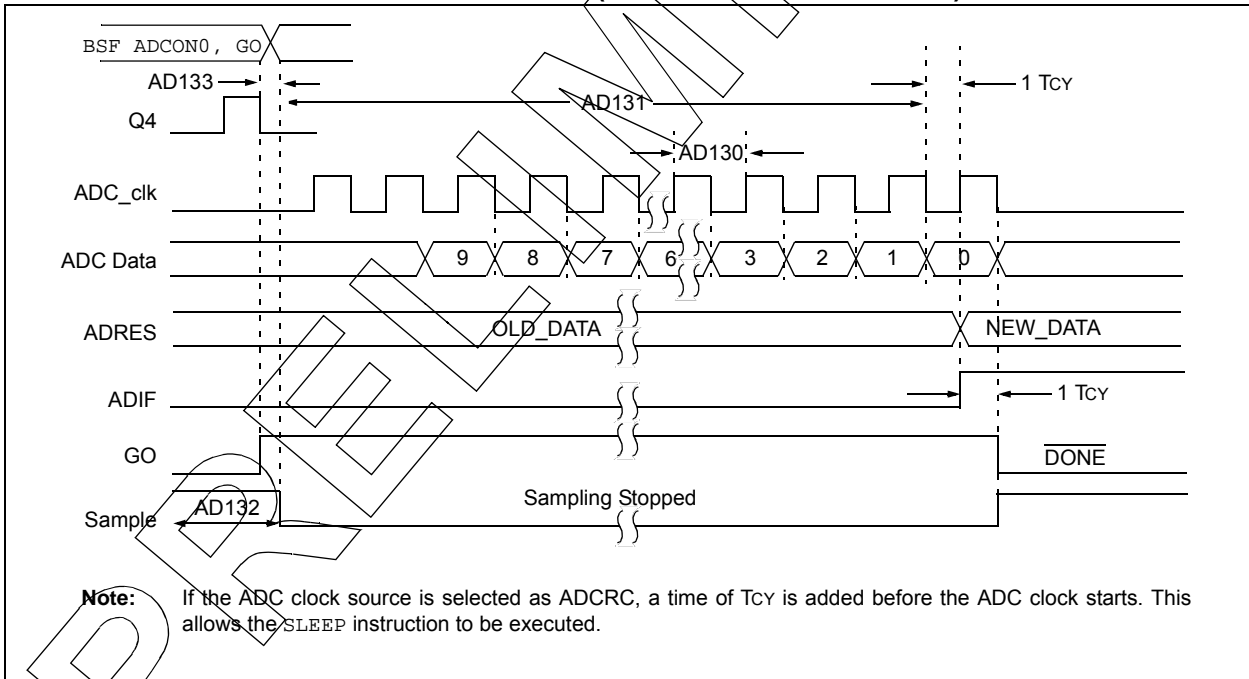 BSF ADCON0, GO
AD133
1 TCY
AD131
Q4
AD130
ADC_clk
ADC Data
9 8 7 6 3 2 1 0
ADRES
OLD_DATA
NEW_DATA
ADIF
1 TCY
GO
DONE
Sampling Stopped
AD132
Sample
Note: If the ADC clock source is selected as ADCRC, a time of TCY is added before the ADC clock starts. This
allows the SLEEP instruction to be executed.